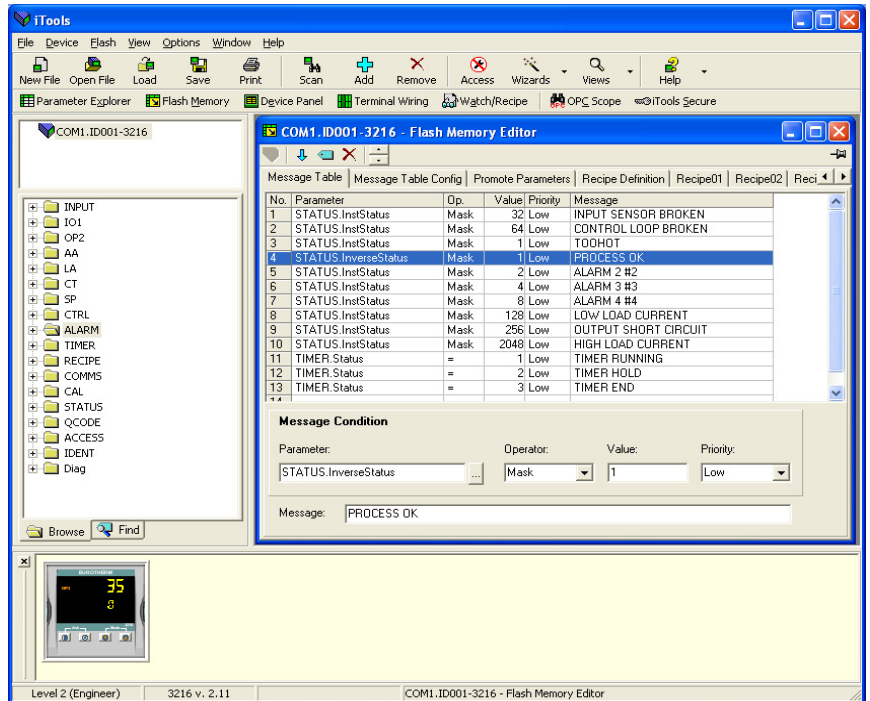 iTools
File Device Flash View Options Window Help
New File Open File Load Save Print Scan Add Remove Access Wizards Views Help
Parameter Explorer Flash Memory Device Panel Terminal Wiring Watch/Recipe OPC Scope iTools Secure
COM1.ID001-3216
INPUT
IO1
OP2
AA
LA
CT
SP
CTRL
ALARM
TIMER
RECIPE
COMMS
CAL
STATUS
QCODE
ACCESS
IDENT
Diag
Browse Find
COM1.ID001-3216 - Flash Memory Editor
Message Table Message Table Config Promote Parameters Recipe Definition Recipe01 Recipe02 Reci
No. Parameter Op. Value Priority Message
1 STATUS.InstStatus Mask 32 Low INPUT SENSOR BROKEN
2 STATUS.InstStatus Mask 64 Low CONTROL LOOP BROKEN
3 STATUS.InstStatus Mask 1 Low TOOHOT
4 STATUS.InverseStatus Mask 1 Low PROCESS OK
5 STATUS.InstStatus Mask 2 Low ALARM 2 #2
6 STATUS.InstStatus Mask 4 Low ALARM 3 #3
7 STATUS.InstStatus Mask 8 Low ALARM 4 #4
8 STATUS.InstStatus Mask 128 Low LOW LOAD CURRENT
9 STATUS.InstStatus Mask 256 Low OUTPUT SHORT CIRCUIT
10 STATUS.InstStatus Mask 2048 Low HIGH LOAD CURRENT
11 TIMER.Status = 1 Low TIMER RUNNING
12 TIMER.Status = 2 Low TIMER HOLD
13 TIMER.Status = 3 Low TIMER END
14
Message Condition
Parameter: Operator: Value: Priority:
STATUS.InverseStatus ... Mask 1 Low
Message: PROCESS OK
EUROTHERM
35
0
Level 2 (Engineer) 3216 v. 2.11 COM1.ID001-3216 - Flash Memory Editor